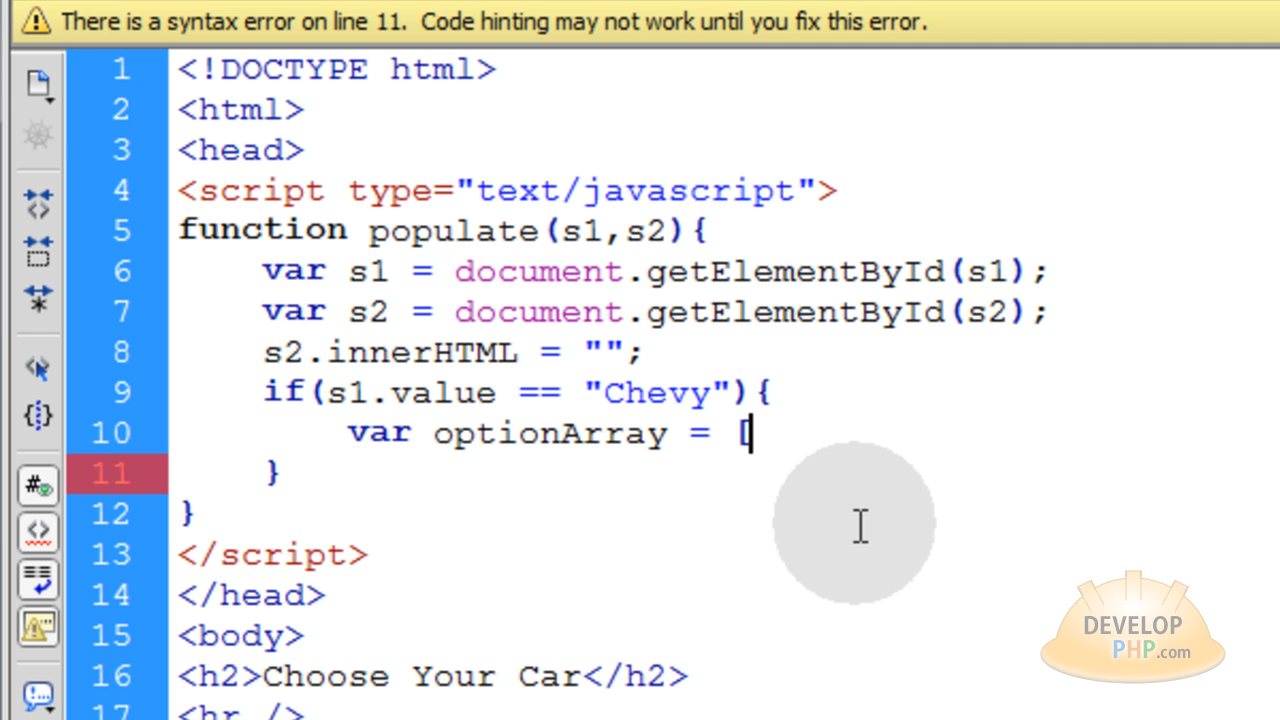 There is a syntax error on line 11.  Code hinting may not work until you fix this error.
1 <!DOCTYPE html>
2 <html>
3 <head>
4 <script type="text/javascript">
5 function populate(s1,s2){
6     var s1 = document.getElementById(s1);
7     var s2 = document.getElementById(s2);
8     s2.innerHTML = "";
9     if(s1.value == "Chevy"){
10         var optionArray = [
11     }
12 }
13 </script>
14 </head>
15 <body>
16 <h2>Choose Your Car</h2>
17 <hr />
DEVELOP
PHP.com